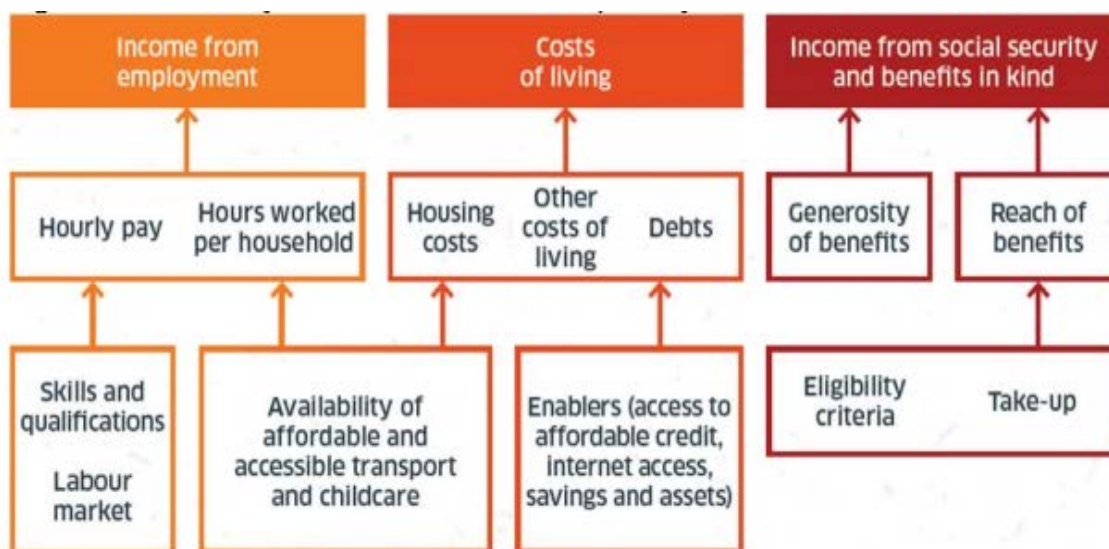 Income from
employment
Costs
of living
Income from social security
and benefits in kind
Hourly pay
Hours worked
per household
Housing
costs
Other
costs of
living
Debts
Generosity
of benefits
Reach of
benefits
Skills and
qualifications
Labour
market
Availability of
affordable and
accessible transport
and childcare
Enablers (access to
affordable credit,
internet access,
savings and assets)
Eligibility
criteria
Take-up